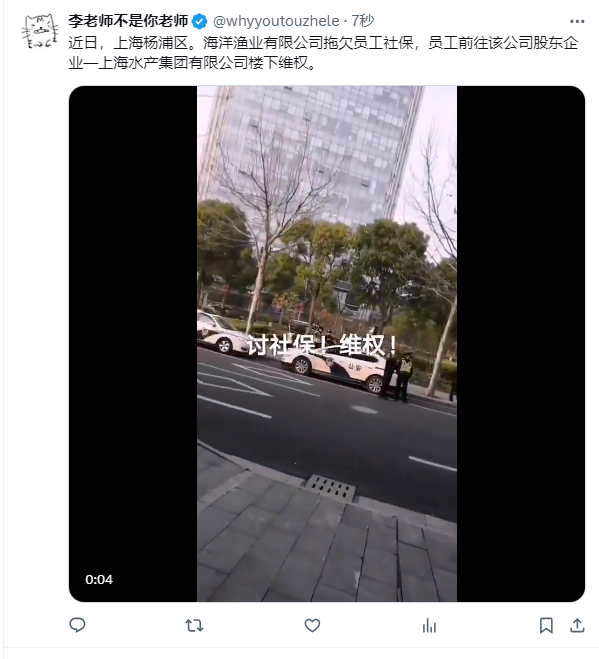 李老师不是你老师 @whyyoutouzhele · 7秒
近日，上海杨浦区。海洋渔业有限公司拖欠员工社保，员工前往该公司股东企
业—上海水产集团有限公司楼下维权。
讨社保！维权！
公安
0:04